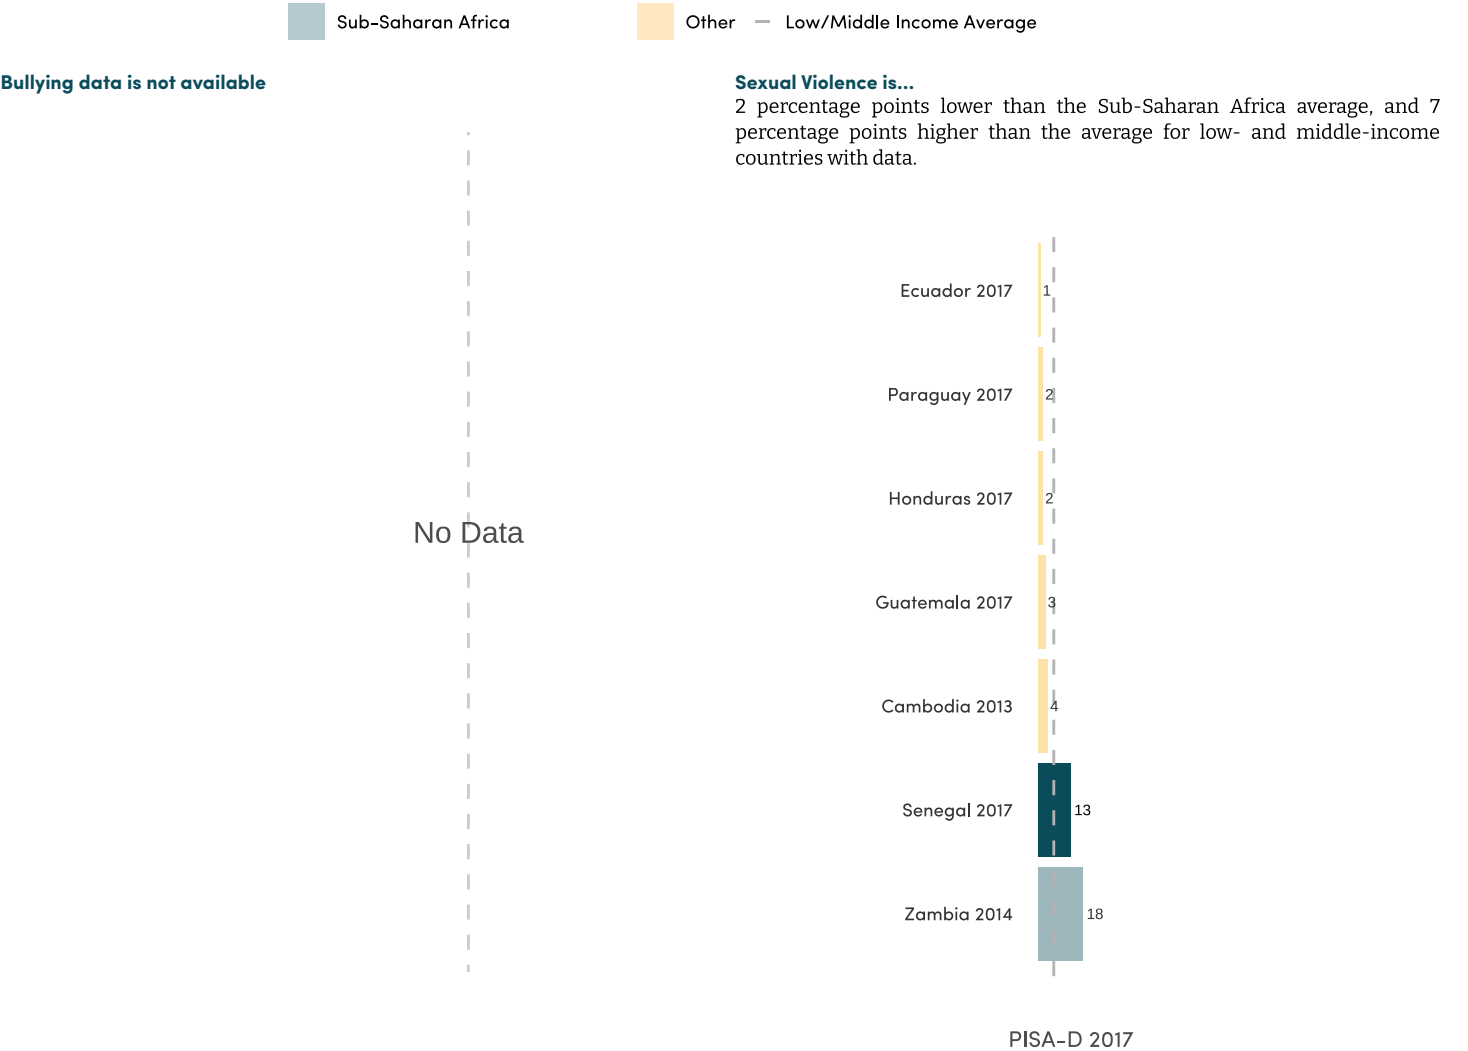 Sub-Saharan Africa
Other
Low/Middle Income Average
Bullying data is not available
Sexual Violence is...
2 percentage points lower than the Sub-Saharan Africa average, and 7
percentage points higher than the average for low- and middle-income
countries with data.
No Data
Ecuador 2017 1
Paraguay 2017 2
Honduras 2017 2
Guatemala 2017 3
Cambodia 2013 4
Senegal 2017 13
Zambia 2014 18
PISA-D 2017